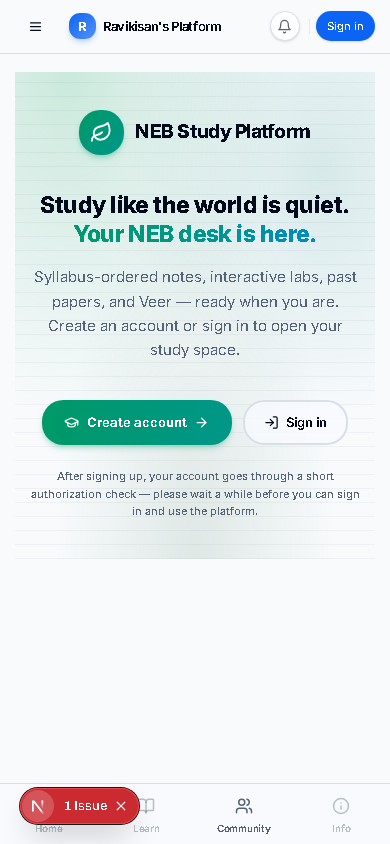 R Ravikisan's Platform Sign in
NEB Study Platform
Study like the world is quiet.
Your NEB desk is here.
Syllabus-ordered notes, interactive labs, past
papers, and Veer — ready when you are.
Create an account or sign in to open your
study space.
Create account Sign in
After signing up, your account goes through a short
authorization check — please wait a while before you can sign
in and use the platform.
N 1 Issue
Home Learn Community Info